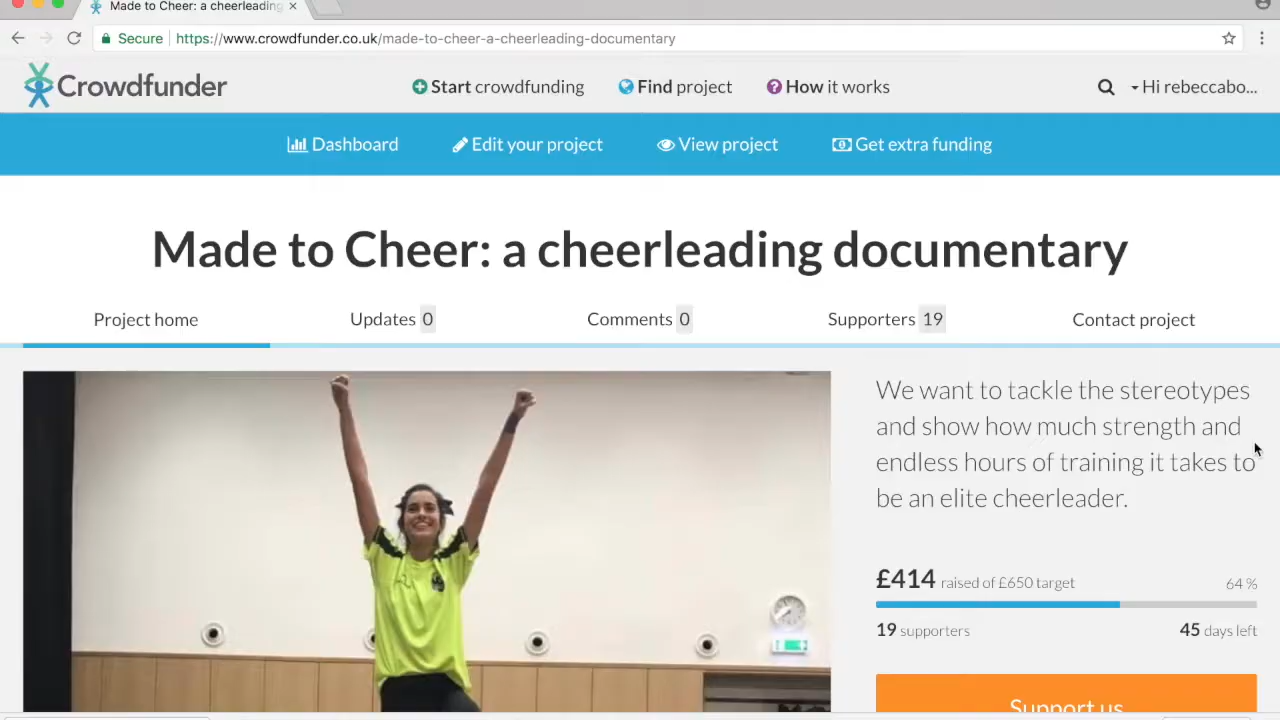 Made to Cheer: a cheerleading
Secure https://www.crowdfunder.co.uk/made-to-cheer-a-cheerleading-documentary
Crowdfunder
Start crowdfunding
Find project
How it works
Hi rebeccabo...
Dashboard
Edit your project
View project
Get extra funding
Made to Cheer: a cheerleading documentary
Project home
Updates 0
Comments 0
Supporters 19
Contact project
We want to tackle the stereotypes
and show how much strength and
endless hours of training it takes to
be an elite cheerleader.
£414 raised of £650 target
64 %
19 supporters
45 days left
Support us